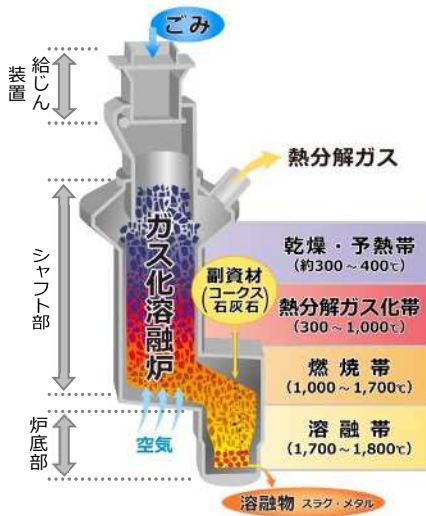 ごみ
給じん
装置
熱分解ガス
シャフト部
ガス化溶融炉
乾燥・予熱帯
(約300～400℃)
副資材
(コークス
石灰石)
熱分解ガス化帯
(300～1,000℃)
燃焼帯
(1,000～1,700℃)
炉底部
空気
溶融帯
(1,700～1,800℃)
溶融物 スラグ・メタル